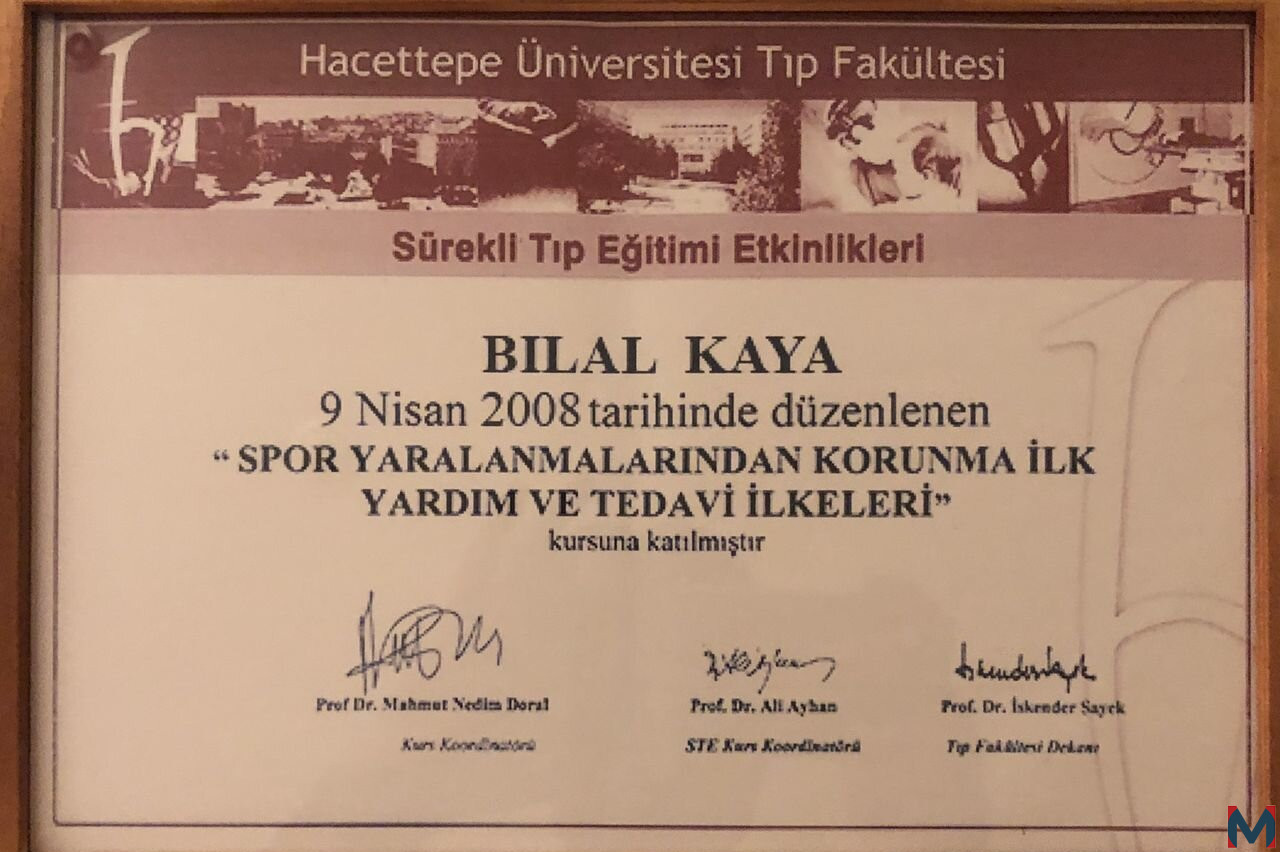 Hacettepe Üniversitesi Tıp Fakültesi
Sürekli Tıp Eğitimi Etkinlikleri
BILAL KAYA
9 Nisan 2008 tarihinde düzenlenen
“ SPOR YARALANMALARINDAN KORUNMA İLK
YARDIM VE TEDAVİ İLKELERİ”
kursuna katılmıştır
Prof Dr. Mahmut Nedim Doral
Prof. Dr. Ali Ayhan
Prof. Dr. İskender Sayek
Kurs Koordinatörü
STE Kurs Koordinatörü
Tıp Fakültesi Dekanı
M